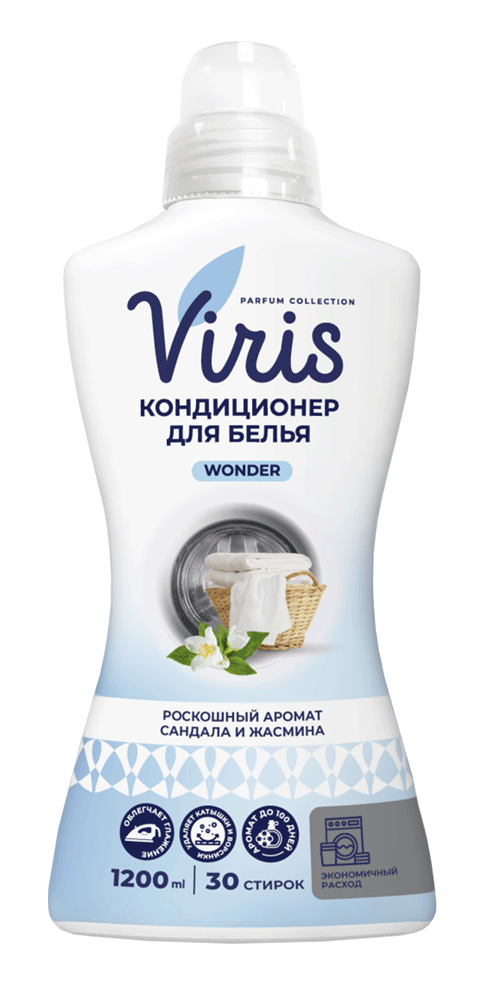 PARFUM COLLECTION
Viris
КОНДИЦИОНЕР
ДЛЯ БЕЛЬЯ
WONDER
РОСКОШНЫЙ АРОМАТ
САНДАЛА И ЖАСМИНА
ОБЛЕГЧАЕТ ГЛАЖЕНИЕ
УДАЛЯЕТ КАТЫШКИ И ВОРСИНКИ
АРОМАТ ДО 100 ДНЕЙ
1200 ml | 30 СТИРОК
ЭКОНОМИЧНЫЙ
РАСХОД